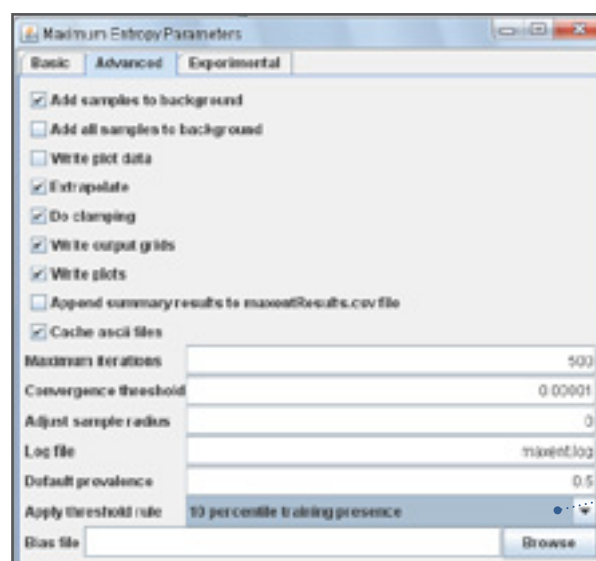 Maximum Entropy Parameters
Basic Advanced Experimental
Add samples to background
Add all samples to background
Write plot data
Extrapolate
Do clamping
Write output grids
Write plots
Append summary results to maxentResults.csv file
Cache ascii files
Maximum iterations 500
Convergence threshold 0.00001
Adjust sample radius 0
Log file maxent.log
Default prevalence 0.5
Apply threshold rule 10 percentile training presence
Bias file Browse